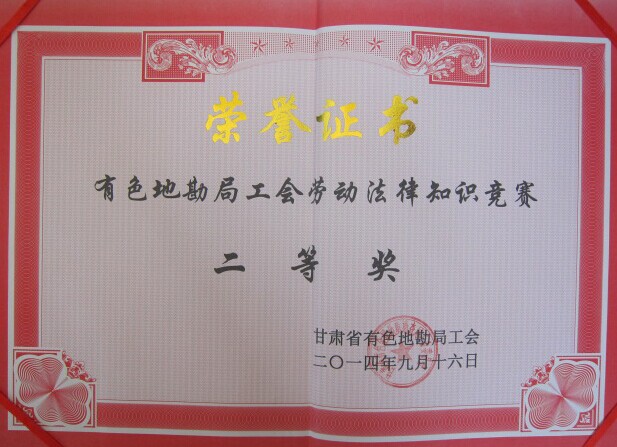 荣誉证书
有色地勘局工会劳动法律知识竞赛
二等奖
甘肃省有色地勘局工会
二〇一四年九月十六日